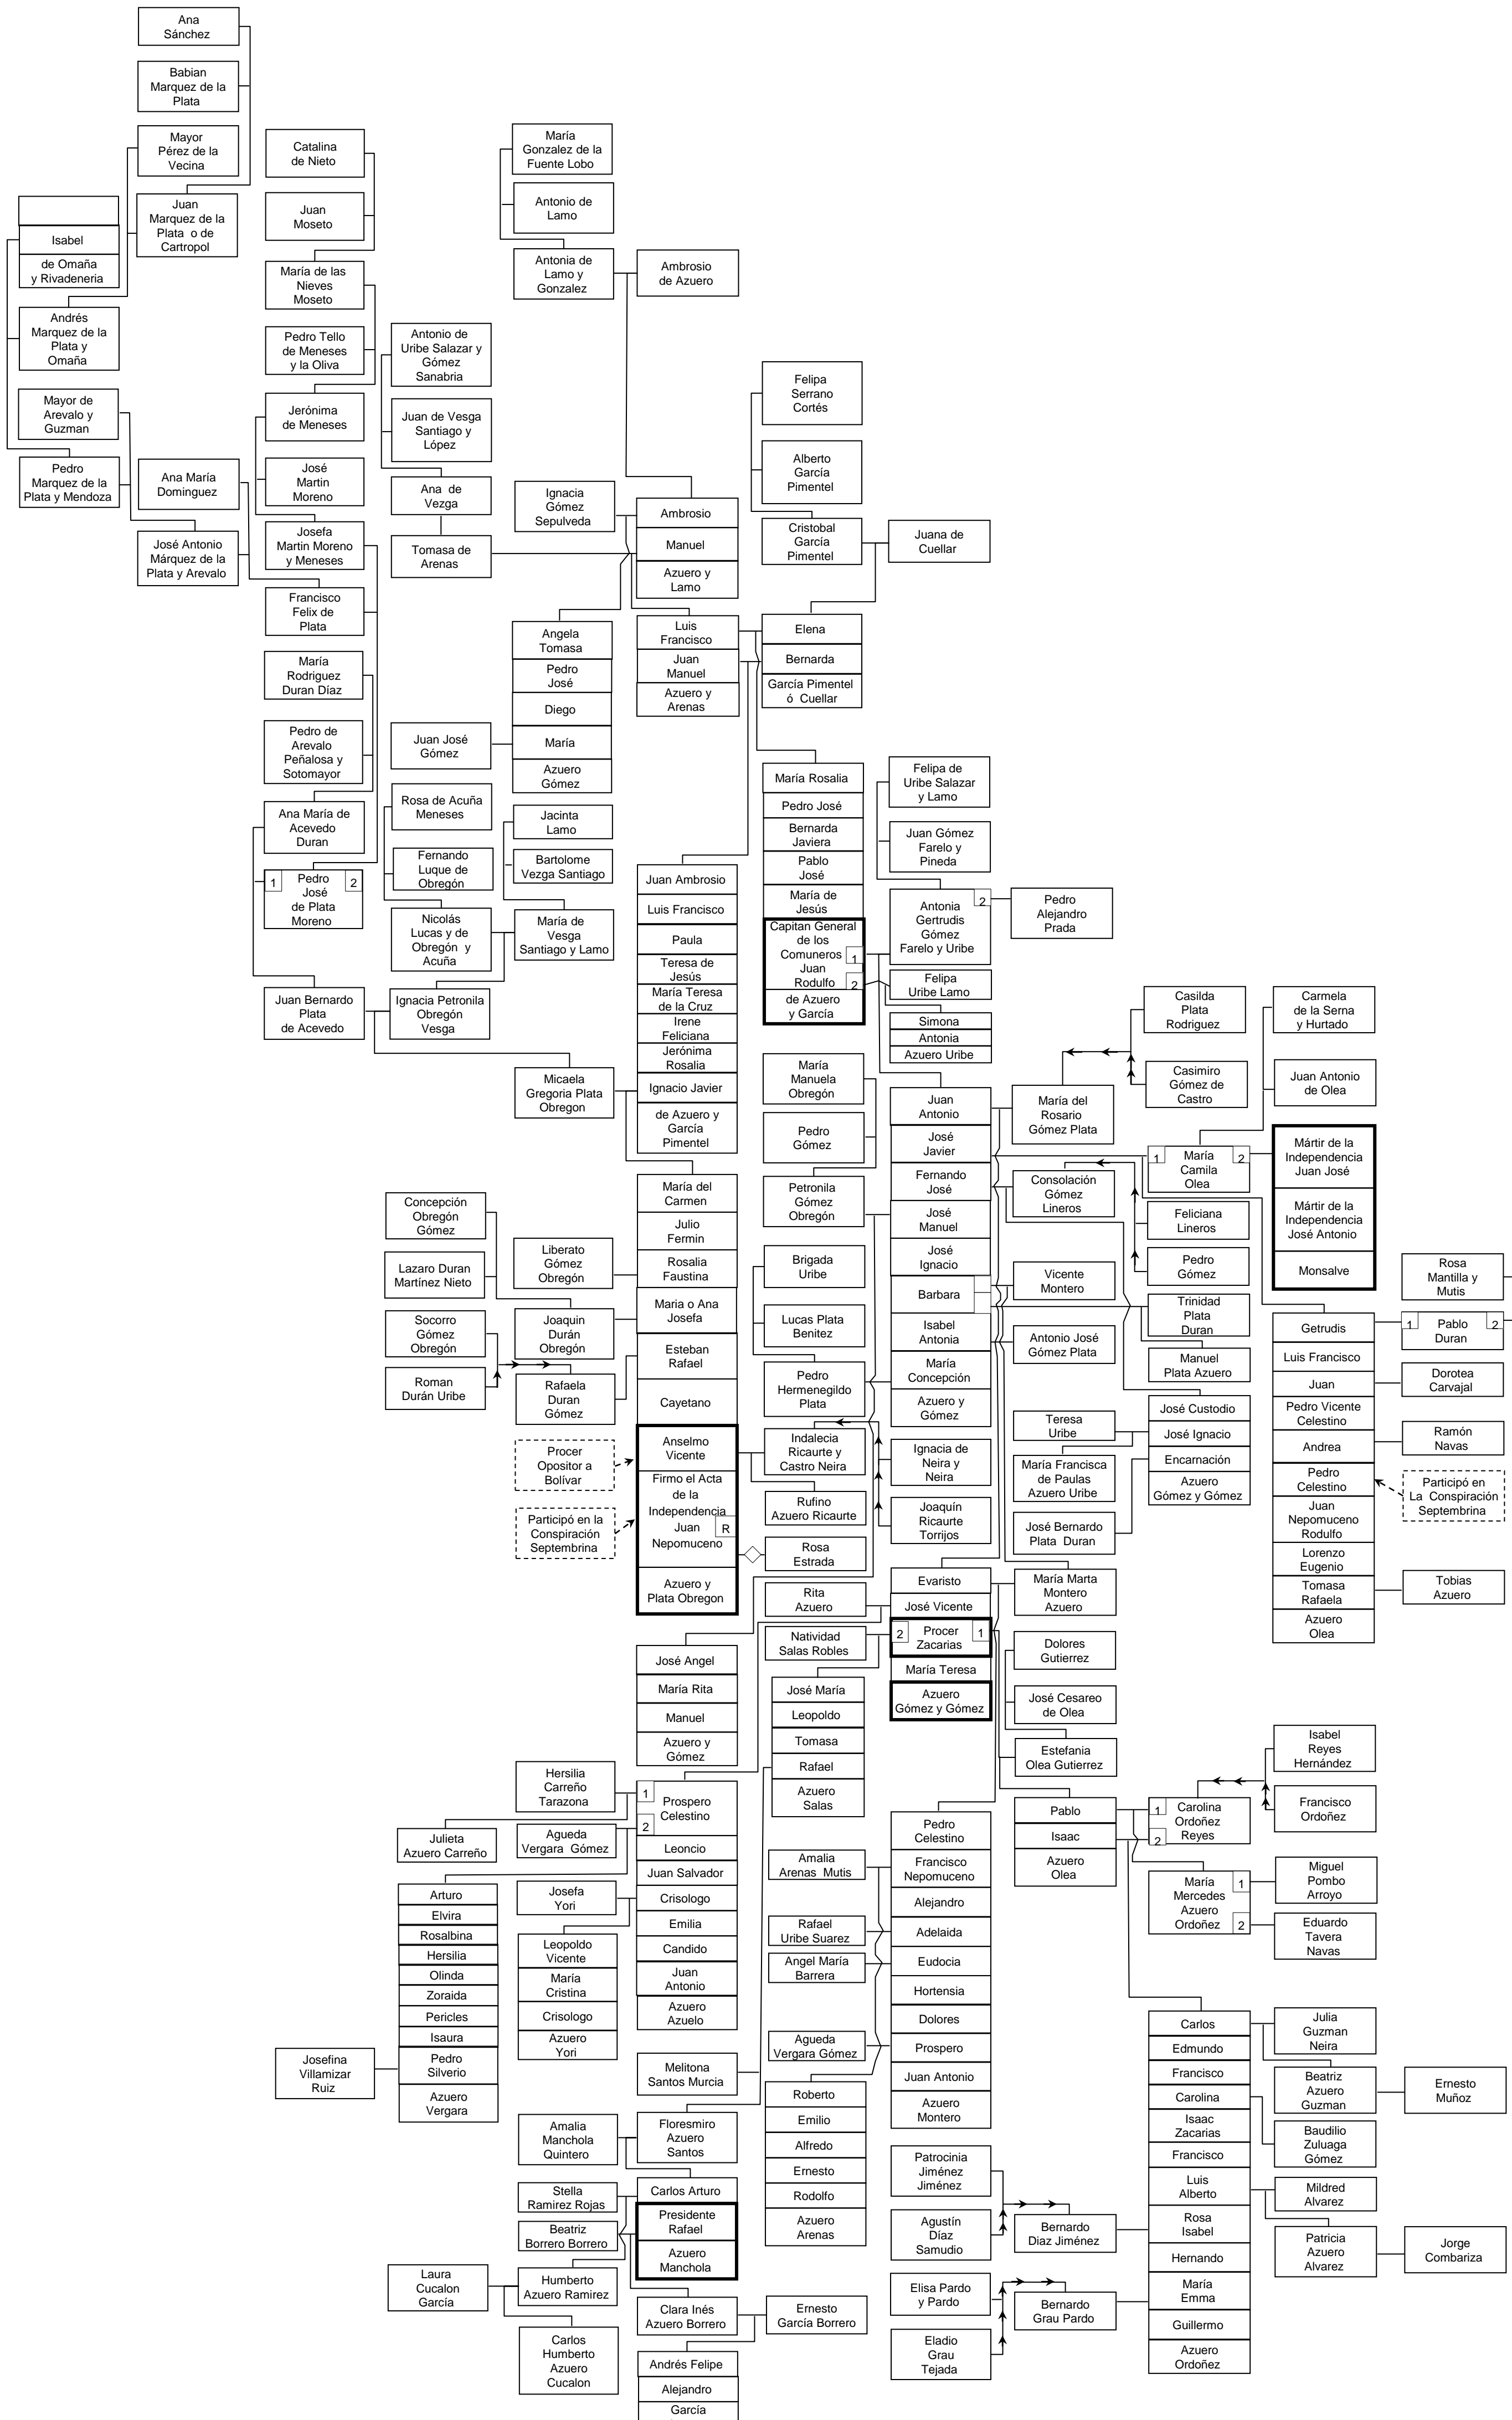 Ana
Sánchez
Babian
Marquez de la
Plata
Mayor
Pérez de la
Vecina
Juan
Marquez de la
Plata o de
Cartropol
Isabel
de Omaña
y Rivadeneria
Andrés
Marquez de la
Plata y
Omaña
Mayor de
Arevalo y
Guzman
Pedro
Marquez de la
Plata y Mendoza
Ana María
Dominguez
José Antonio
Márquez de la
Plata y Arevalo
Catalina
de Nieto
Juan
Moseto
María de las
Nieves
Moseto
Pedro Tello
de Meneses
y la Oliva
Jerónima
de Meneses
José
Martin
Moreno
Josefa
Martin Moreno
y Meneses
Francisco
Felix de
Plata
María
Rodriguez
Duran Díaz
Pedro de
Arevalo
Peñalosa y
Sotomayor
Ana María de
Acevedo
Duran
1
Pedro
José
de Plata
Moreno
2
Juan Bernardo
Plata
de Acevedo
Antonio de
Uribe Salazar y
Gómez
Sanabria
Juan de Vesga
Santiago y
López
Ana de
Vezga
Tomasa de
Arenas
Juan José
Gómez
Rosa de Acuña
Meneses
Fernando
Luque de
Obregón
Nicolás
Lucas y de
Obregón y
Acuña
Ignacia Petronila
Obregón
Vesga
María
Gonzalez de la
Fuente Lobo
Antonio de
Lamo
Antonia de
Lamo y
Gonzalez
Ambrosio
de Azuero
Ignacia
Gómez
Sepulveda
Ambrosio
Manuel
Azuero y
Lamo
Felipa
Serrano
Cortés
Alberto
García
Pimentel
Cristobal
García
Pimentel
Juana de
Cuellar
Angela
Tomasa
Pedro
José
Diego
María
Azuero
Gómez
Luis
Francisco
Juan
Manuel
Azuero y
Arenas
Elena
Bernarda
García Pimentel
ó Cuellar
Jacinta
Lamo
Bartolome
Vezga Santiago
María de
Vesga
Santiago y Lamo
Micaela
Gregoria Plata
Obregon
Juan Ambrosio
Luis Francisco
Paula
Teresa de
Jesús
María Teresa
de la Cruz
Irene
Feliciana
Jerónima
Rosalia
Ignacio Javier
de Azuero y
García
Pimentel
María Rosalia
Pedro José
Bernarda
Javiera
Pablo
José
María de
Jesús
Capitan General
de los
Comuneros
Juan
Rodulfo
1
2
de Azuero
y García
Felipa de
Uribe Salazar
y Lamo
Juan Gómez
Farelo y
Pineda
Antonia
Gertrudis
Gómez
Farelo y Uribe
2
Pedro
Alejandro
Prada
Felipa
Uribe Lamo
Simona
Antonia
Azuero Uribe
María
Manuela
Obregón
Pedro
Gómez
Petronila
Gómez
Obregón
Juan
Antonio
José
Javier
Fernando
José
José
Manuel
José
Ignacio
Barbara
Isabel
Antonia
María
Concepción
Azuero y
Gómez
María del
Rosario
Gómez Plata
Casilda
Plata
Rodriguez
Casimiro
Gómez de
Castro
Carmela
de la Serna
y Hurtado
Juan Antonio
de Olea
1
María
Camila
Olea
2
Mártir de la
Independencia
Juan José
Mártir de la
Independencia
José Antonio
Monsalve
Consolación
Gómez
Lineros
Feliciana
Lineros
Pedro
Gómez
Vicente
Montero
Trinidad
Plata
Duran
Manuel
Plata Azuero
Antonio José
Gómez Plata
Rosa
Mantilla y
Mutis
1
Pablo
Duran
2
Getrudis
Luis Francisco
Juan
Pedro Vicente
Celestino
Andrea
Pedro
Celestino
Juan
Nepomuceno
Rodulfo
Lorenzo
Eugenio
Tomasa
Rafaela
Azuero
Olea
Dorotea
Carvajal
Ramón
Navas
Participó en
La Conspiración
Septembrina
Tobias
Azuero
José Custodio
José Ignacio
Encarnación
Azuero
Gómez y Gómez
Teresa
Uribe
María Francisca
de Paulas
Azuero Uribe
José Bernardo
Plata Duran
Brigada
Uribe
Lucas Plata
Benitez
Pedro
Hermenegildo
Plata
Concepción
Obregón
Gómez
Lazaro Duran
Martínez Nieto
Socorro
Gómez
Obregón
Roman
Durán Uribe
Liberato
Gómez
Obregón
Joaquin
Durán
Obregón
Rafaela
Duran
Gómez
María del
Carmen
Julio
Fermin
Rosalia
Faustina
Maria o Ana
Josefa
Esteban
Rafael
Cayetano
Anselmo
Vicente
Firmo el Acta
de la
Independencia
Juan
Nepomuceno
R
Azuero y
Plata Obregon
Procer
Opositor a
Bolívar
Participó en la
Conspiración
Septembrina
Indalecia
Ricaurte y
Castro Neira
Rufino
Azuero Ricaurte
Rosa
Estrada
Ignacia de
Neira y
Neira
Joaquín
Ricaurte
Torrijos
Rita
Azuero
Natividad
Salas Robles
Evaristo
José Vicente
2
Procer
Zacarias
1
María Teresa
Azuero
Gómez y Gómez
María Marta
Montero
Azuero
Dolores
Gutierrez
José Cesareo
de Olea
Estefania
Olea Gutierrez
José Angel
María Rita
Manuel
Azuero y
Gómez
José María
Leopoldo
Tomasa
Rafael
Azuero
Salas
Hersilia
Carreño
Tarazona
Julieta
Azuero Carreño
Agueda
Vergara Gómez
1
Prospero
Celestino
2
Leoncio
Juan Salvador
Crisologo
Emilia
Candido
Juan
Antonio
Azuero
Azuelo
Josefa
Yori
Leopoldo
Vicente
María
Cristina
Crisologo
Azuero
Yori
Arturo
Elvira
Rosalbina
Hersilia
Olinda
Zoraida
Pericles
Isaura
Pedro
Silverio
Azuero
Vergara
Josefina
Villamizar
Ruiz
Amalia
Arenas Mutis
Rafael
Uribe Suarez
Angel María
Barrera
Agueda
Vergara Gómez
Pedro
Celestino
Francisco
Nepomuceno
Alejandro
Adelaida
Eudocia
Hortensia
Dolores
Prospero
Juan Antonio
Azuero
Montero
Pablo
Isaac
Azuero
Olea
1
Carolina
Ordoñez
Reyes
2
Isabel
Reyes
Hernández
Francisco
Ordoñez
María
Mercedes
Azuero
Ordoñez
1
2
Miguel
Pombo
Arroyo
Eduardo
Tavera
Navas
Melitona
Santos Murcia
Amalia
Manchola
Quintero
Floresmiro
Azuero
Santos
Roberto
Emilio
Alfredo
Ernesto
Rodolfo
Azuero
Arenas
Stella
Ramirez Rojas
Beatriz
Borrero Borrero
Carlos Arturo
Presidente
Rafael
Azuero
Manchola
Laura
Cucalon
García
Humberto
Azuero Ramirez
Carlos
Humberto
Azuero
Cucalon
Clara Inés
Azuero Borrero
Ernesto
García Borrero
Andrés Felipe
Alejandro
García
Patrocinia
Jiménez
Jiménez
Agustín
Díaz
Samudio
Bernardo
Diaz Jiménez
Elisa Pardo
y Pardo
Eladio
Grau
Tejada
Bernardo
Grau Pardo
Carlos
Edmundo
Francisco
Carolina
Isaac
Zacarias
Francisco
Luis
Alberto
Rosa
Isabel
Hernando
María
Emma
Guillermo
Azuero
Ordoñez
Julia
Guzman
Neira
Beatriz
Azuero
Guzman
Ernesto
Muñoz
Baudilio
Zuluaga
Gómez
Mildred
Alvarez
Patricia
Azuero
Alvarez
Jorge
Combariza